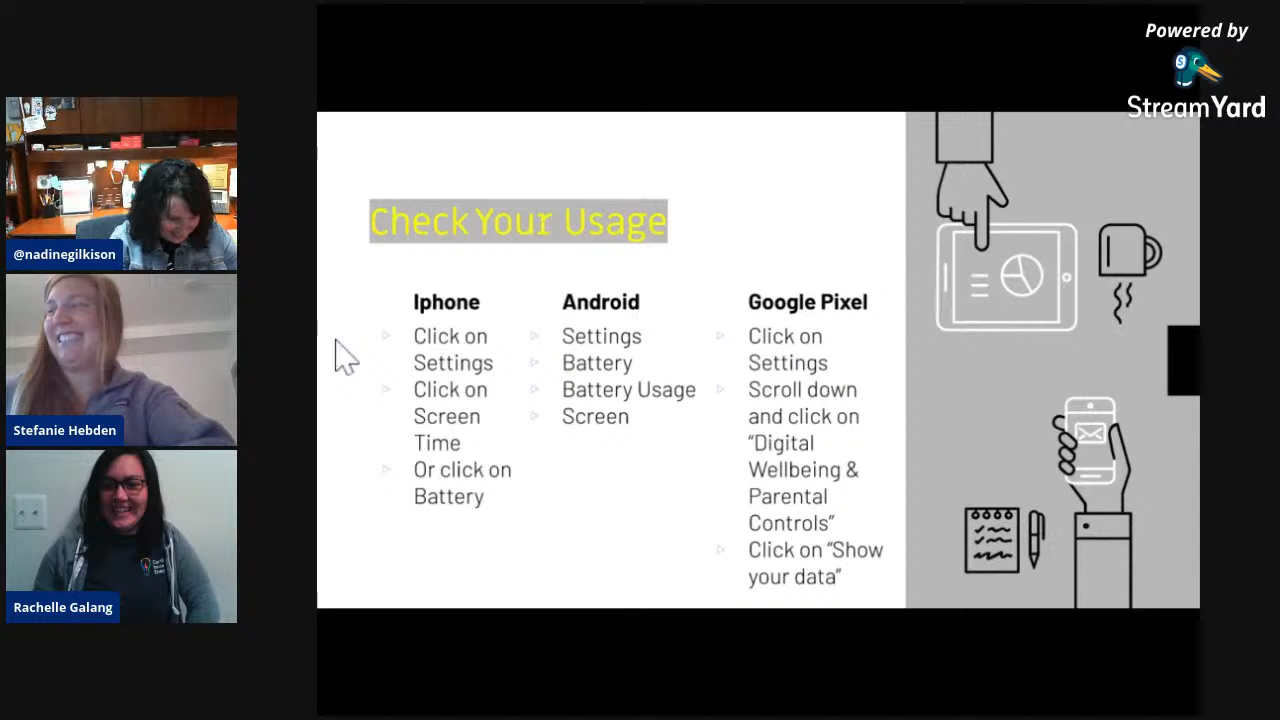 Powered by
StreamYard
Check Your Usage
Iphone
Click on
Settings
Click on
Screen
Time
Or click on
Battery
Android
Settings
Battery
Battery Usage
Screen
Google Pixel
Click on
Settings
Scroll down
and click on
“Digital
Wellbeing &
Parental
Controls”
Click on “Show
your data”
@nadinegilkison
Stefanie Hebden
Rachelle Galang